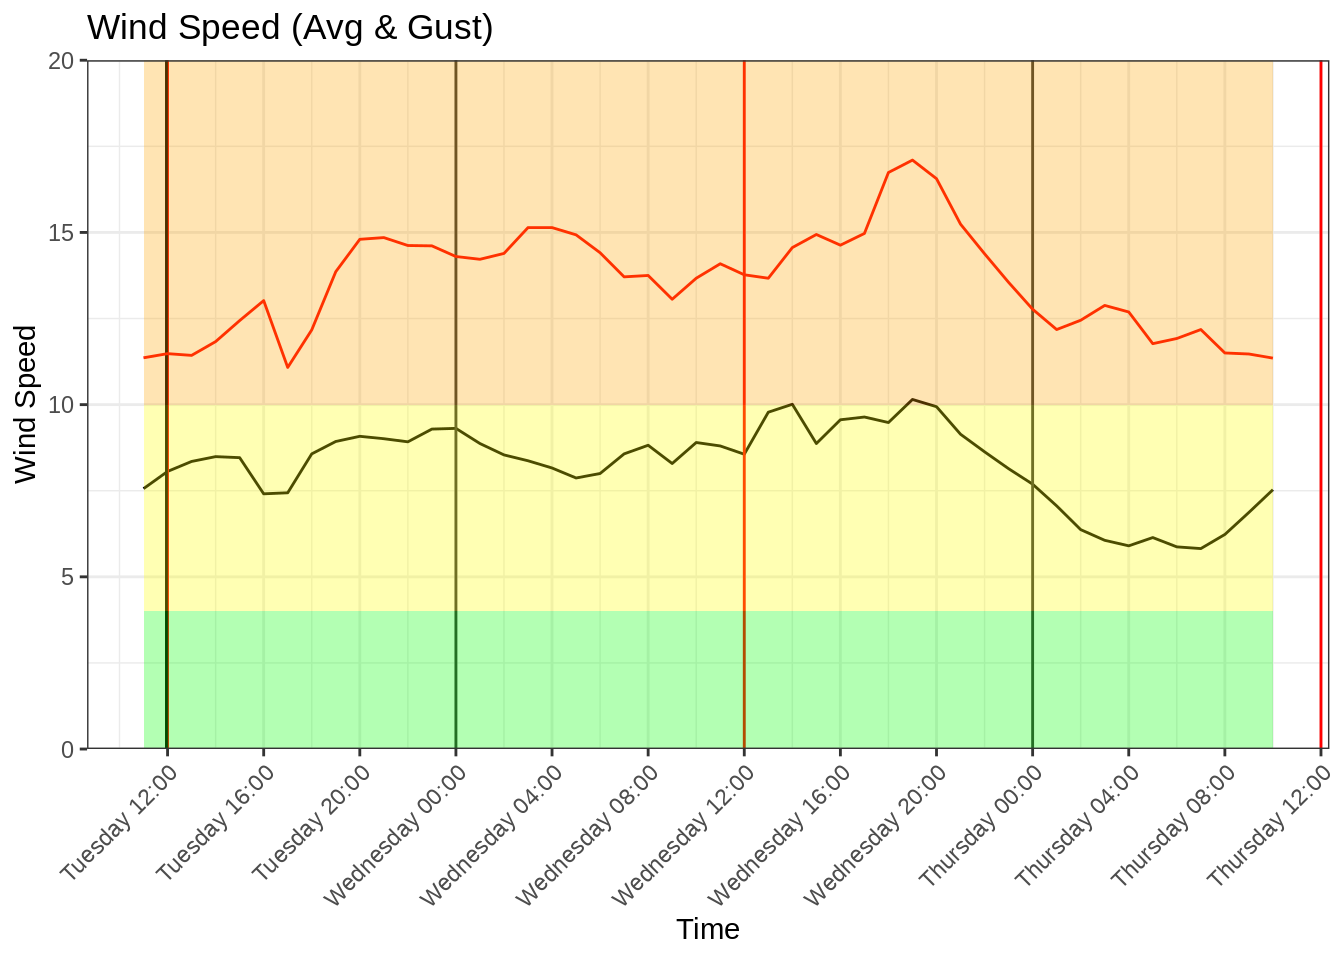 Wind Speed (Avg & Gust)
20
15
10
5
0
Wind Speed
Tuesday 12:00
Tuesday 16:00
Tuesday 20:00
Wednesday 00:00
Wednesday 04:00
Wednesday 08:00
Wednesday 12:00
Wednesday 16:00
Wednesday 20:00
Thursday 00:00
Thursday 04:00
Thursday 08:00
Thursday 12:00
Time